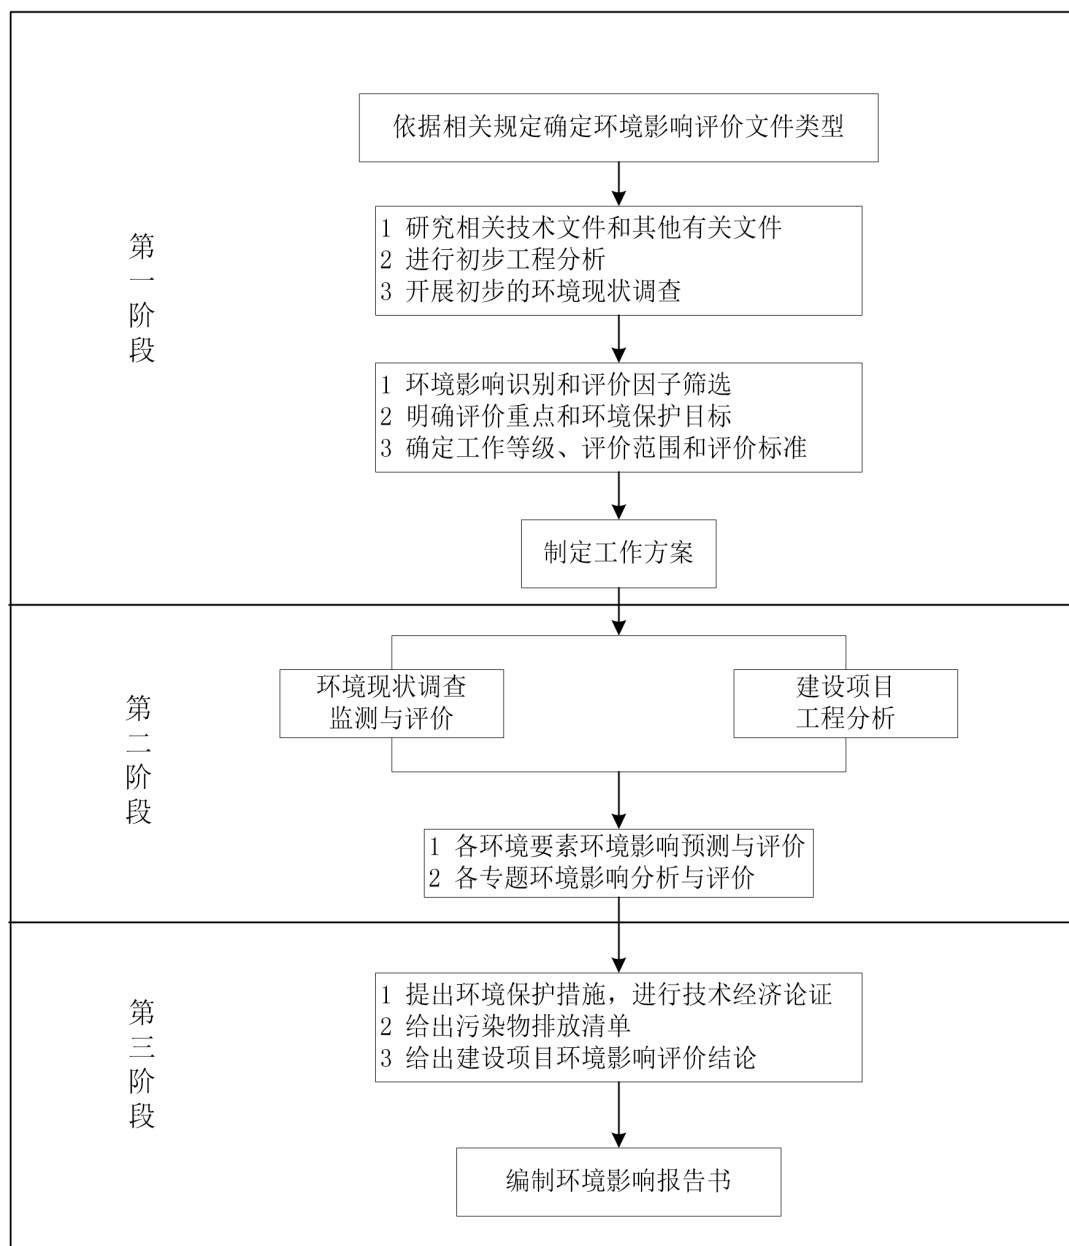 依据相关规定确定环境影响评价文件类型
第一阶段
1 研究相关技术文件和其他有关文件
2 进行初步工程分析
3 开展初步的环境现状调查
1 环境影响识别和评价因子筛选
2 明确评价重点和环境保护目标
3 确定工作等级、评价范围和评价标准
制定工作方案
第二阶段
环境现状调查
监测与评价
建设项目
工程分析
1 各环境要素环境影响预测与评价
2 各专题环境影响分析与评价
第三阶段
1 提出环境保护措施，进行技术经济论证
2 给出污染物排放清单
3 给出建设项目环境影响评价结论
编制环境影响报告书